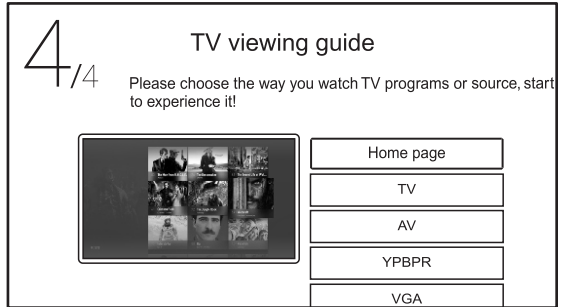 4/4
TV viewing guide
Please choose the way you watch TV programs or source, start
to experience it!
Home page
TV
AV
YPBPR
VGA